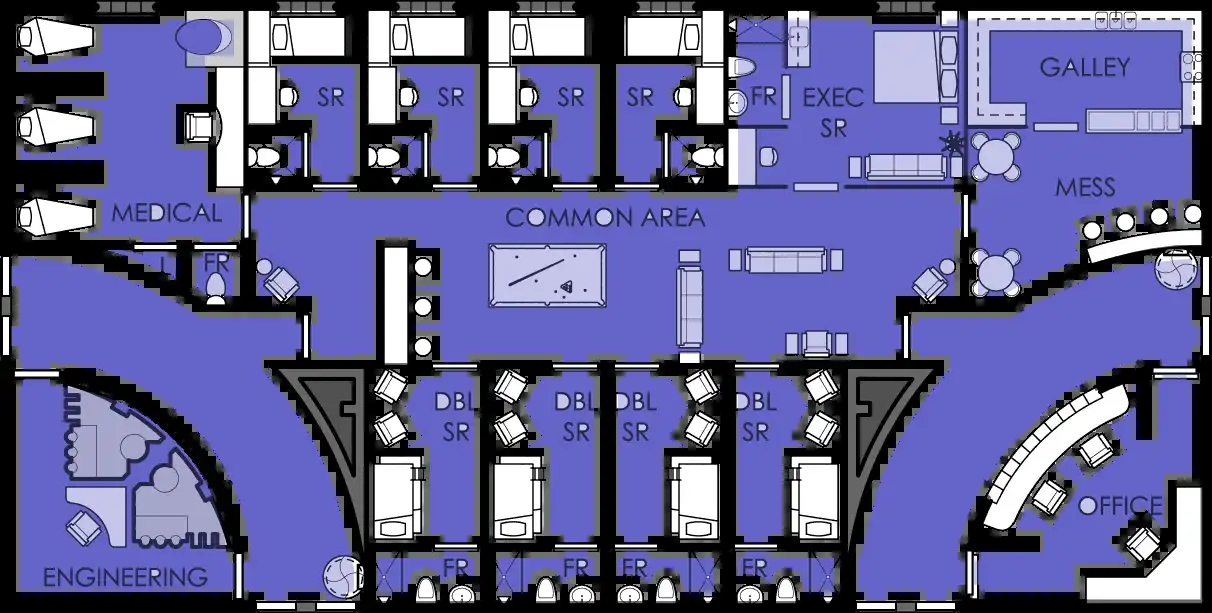 SR
SR
SR
SR
FR
EXEC
SR
GALLEY
MESS
MEDICAL
COMMON AREA
L
FR
DBL
SR
DBL
SR
DBL
SR
DBL
SR
OFFICE
ENGINEERING
FR
FR
FR
FR